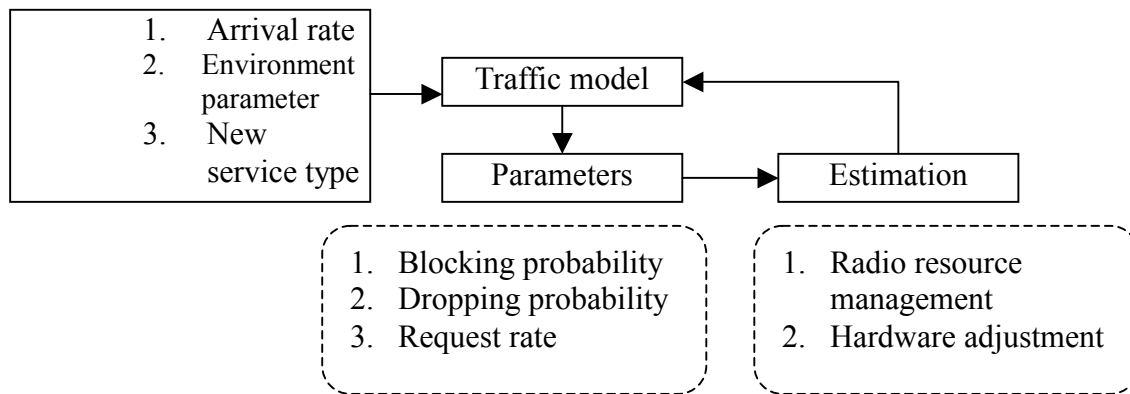 1. Arrival rate
2. Environment
parameter
3. New
service type
Traffic model
Parameters
Estimation
1. Blocking probability
2. Dropping probability
3. Request rate
1. Radio resource
management
2. Hardware adjustment